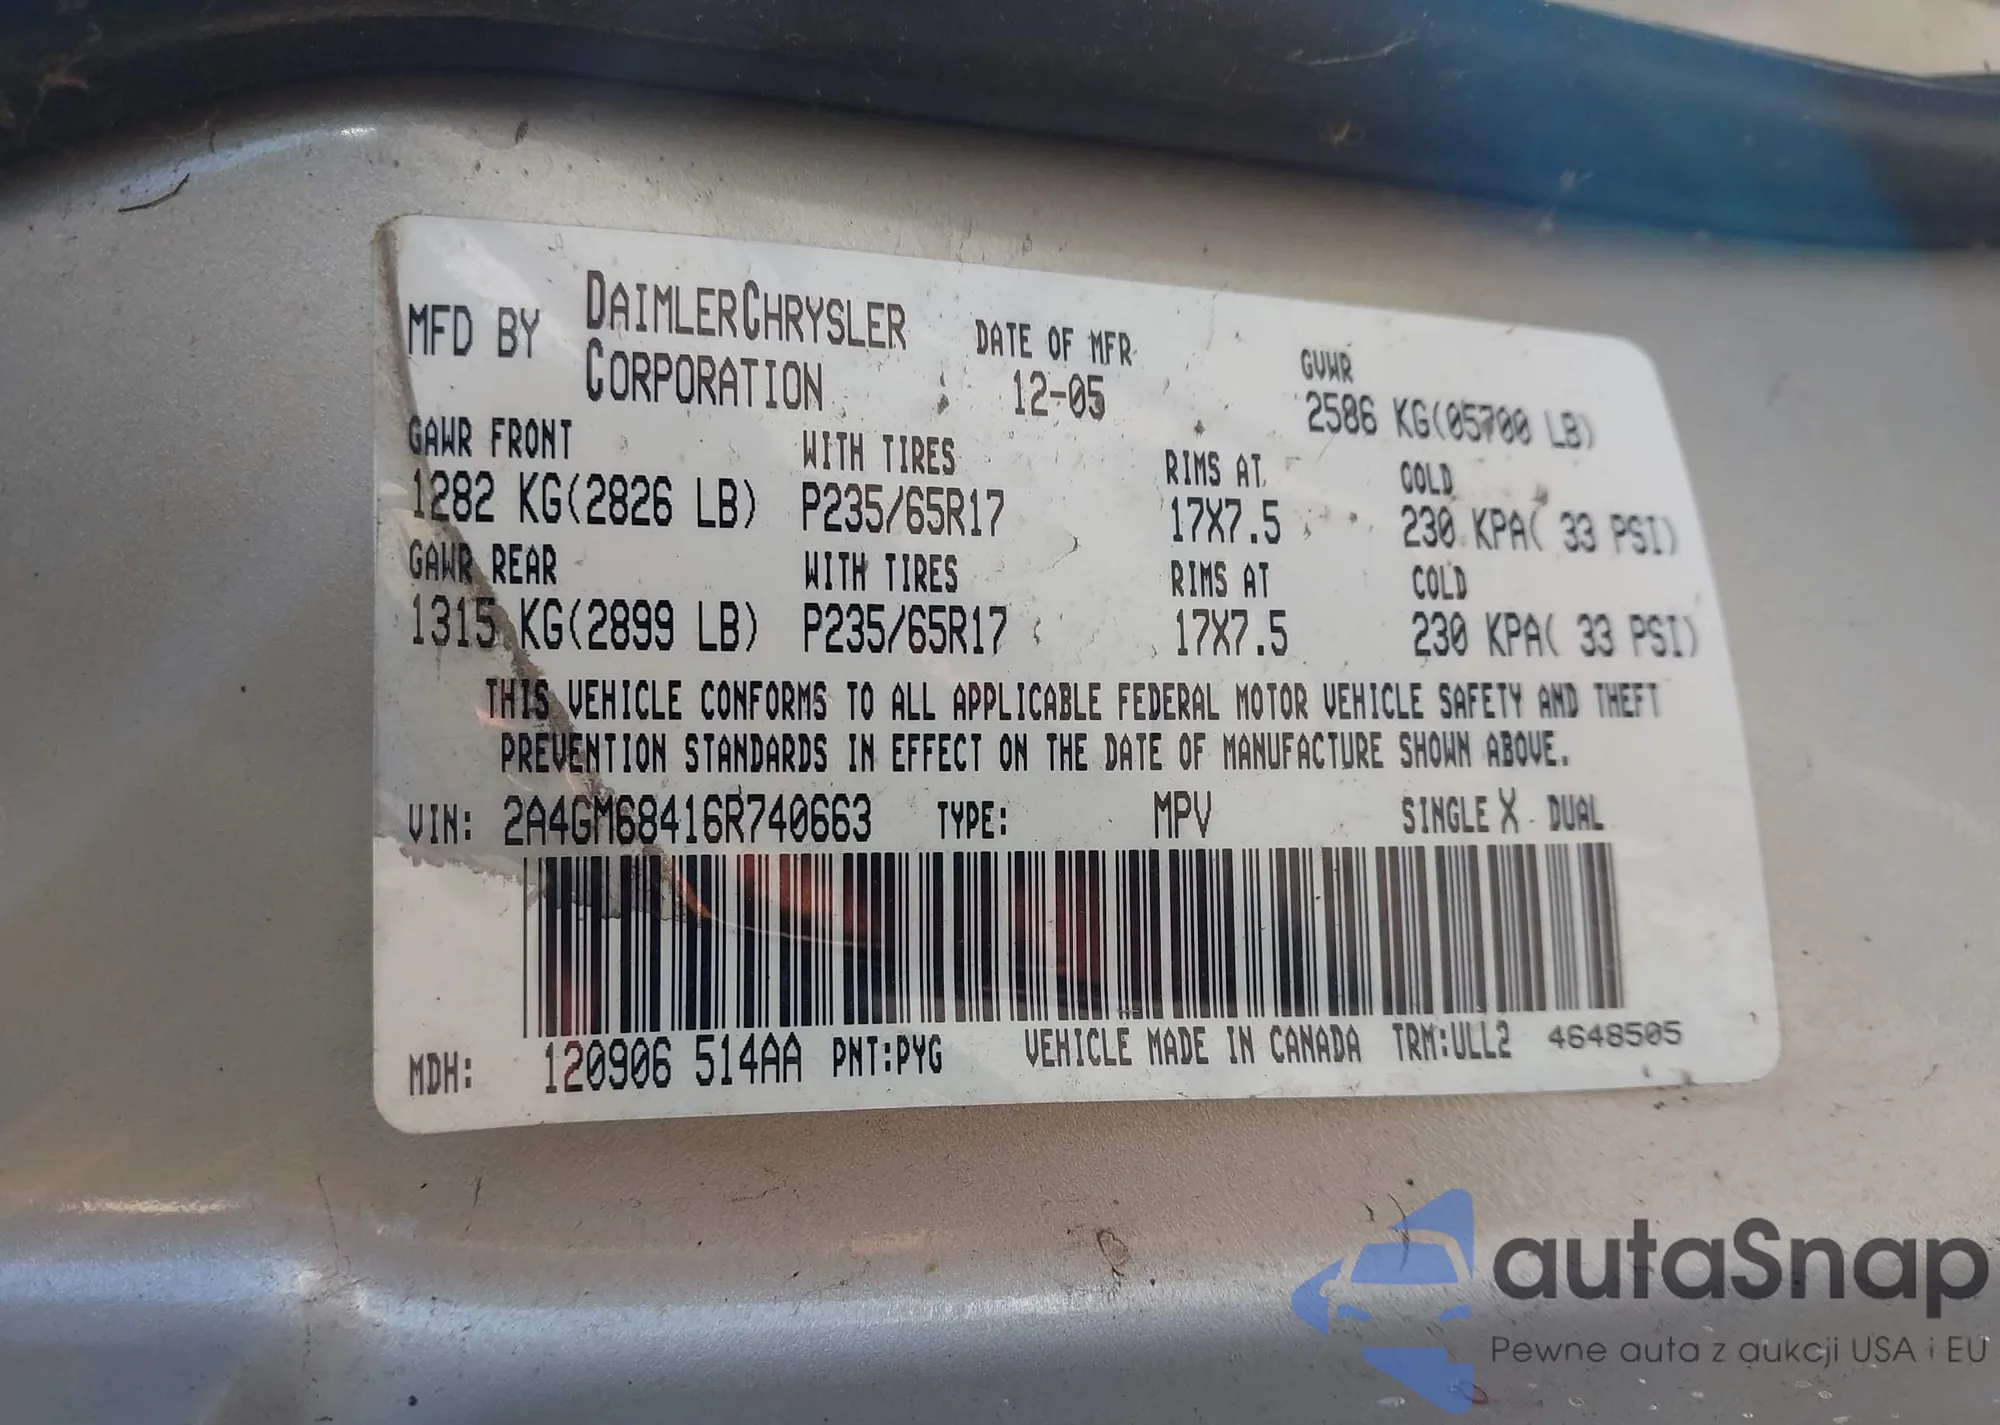 MFD BY DAIMLERCHRYSLER CORPORATION DATE OF MFR 12-05 GVWR 2586 KG(05700 LB)
GAWR FRONT WITH TIRES RIMS AT COLD
1282 KG(2826 LB) P235/65R17 17X7.5 230 KPA( 33 PSI)
GAWR REAR WITH TIRES RIMS AT COLD
1315 KG(2899 LB) P235/65R17 17X7.5 230 KPA( 33 PSI)
THIS VEHICLE CONFORMS TO ALL APPLICABLE FEDERAL MOTOR VEHICLE SAFETY AND THEFT
PREVENTION STANDARDS IN EFFECT ON THE DATE OF MANUFACTURE SHOWN ABOVE.
VIN: 2A4GM68416R740663 TYPE: MPV SINGLE X DUAL
MDH: 120906 514AA PNT:PYG VEHICLE MADE IN CANADA TRM:ULL2 4648505
autaSnap
Pewne auta z aukcji USA i EU